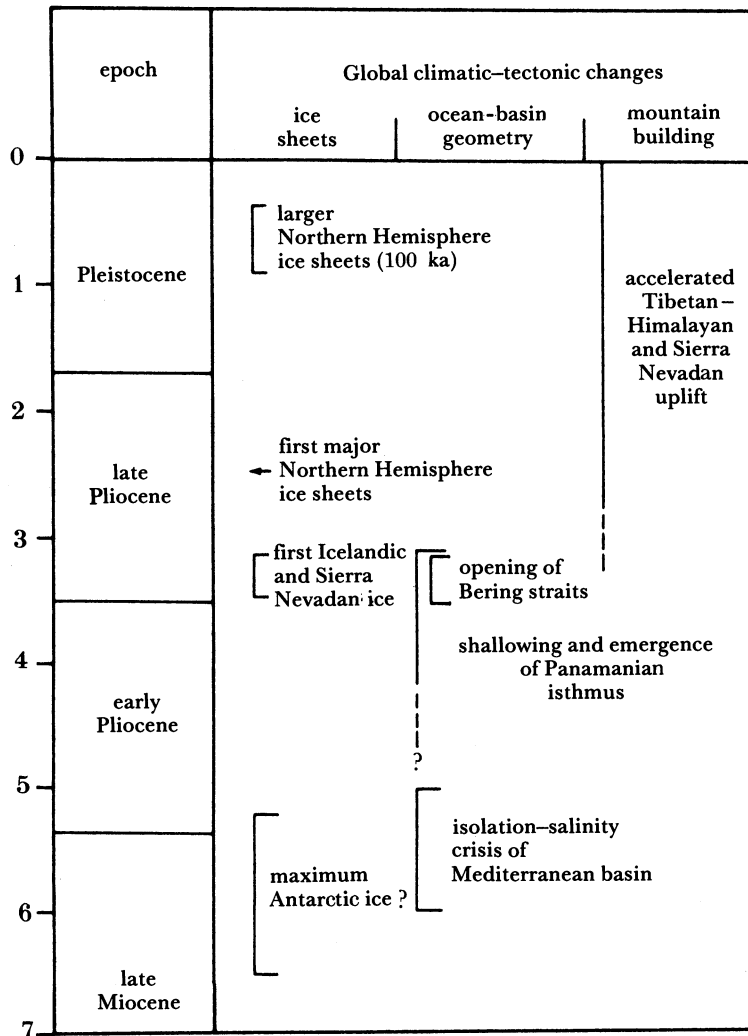 epoch
Global climatic–tectonic changes
ice
sheets
ocean-basin
geometry
mountain
building
0
larger
Northern Hemisphere
ice sheets (100 ka)
Pleistocene
1
accelerated
Tibetan–
Himalayan
and Sierra
Nevadan
uplift
2
first major
Northern Hemisphere
ice sheets
late
Pliocene
3
first Icelandic
and Sierra
Nevadan ice
opening of
Bering straits
4
shallowing and emergence
of Panamanian
isthmus
early
Pliocene
?
5
isolation–salinity
crisis of
Mediterranean basin
maximum
Antarctic ice ?
6
late
Miocene
7